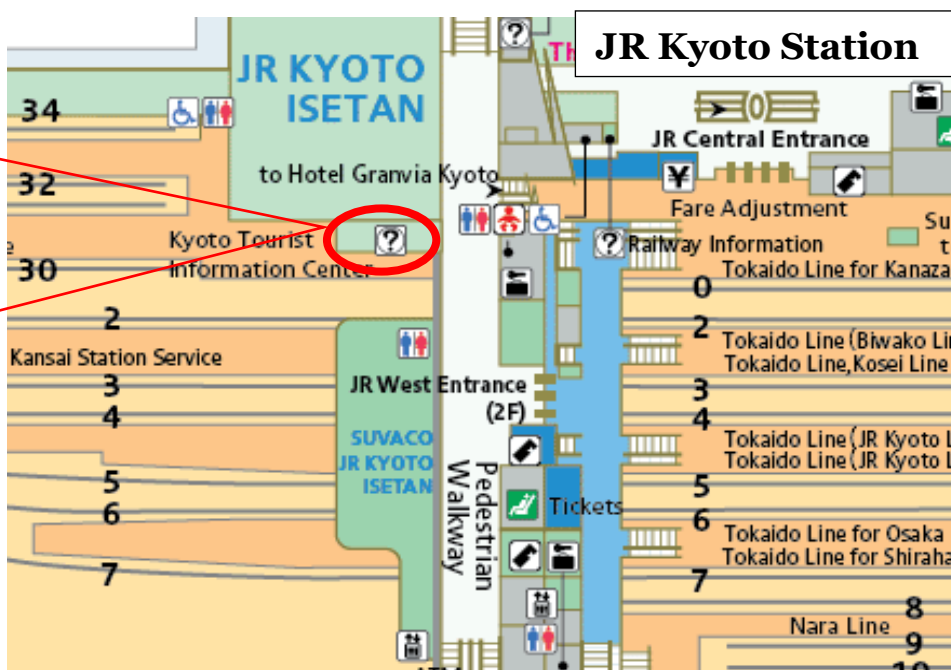 JR Kyoto Station
Th
JR KYOTO
ISETAN
34
JR Central Entrance
32
to Hotel Granvia Kyoto
¥
Fare Adjustment
Kyoto Tourist
Information Center
?
?
?
Railway Information
Su
t
e
30
Tokaido Line for Kanaza
0
2
2
Tokaido Line (Biwako Li
Tokaido Line,Kosei Line
Kansai Station Service
3
JR West Entrance
(2F)
3
4
4
SUVACO
JR KYOTO
ISETAN
Tokaido Line(JR Kyoto L
Tokaido Line(JR Kyoto L
5
5
Pedestrian
Walkway
Tickets
6
6
Tokaido Line for Osaka
Tokaido Line for Shiraha
7
7
8
Nara Line
9